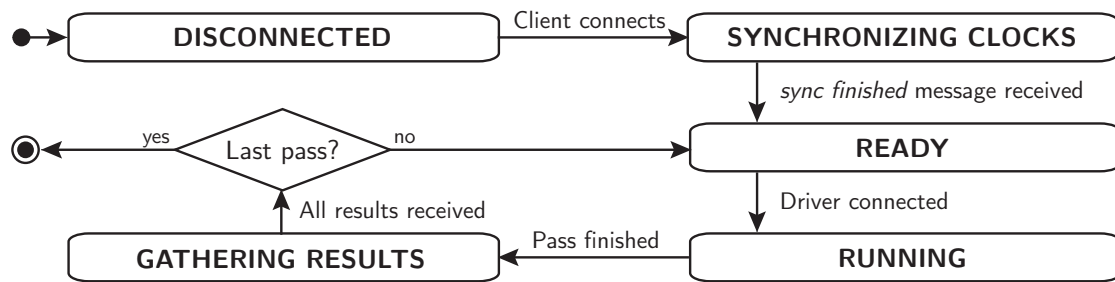 DISCONNECTED
Client connects
SYNCHRONIZING CLOCKS
sync finished message received
yes
Last pass?
no
READY
All results received
Driver connected
GATHERING RESULTS
Pass finished
RUNNING